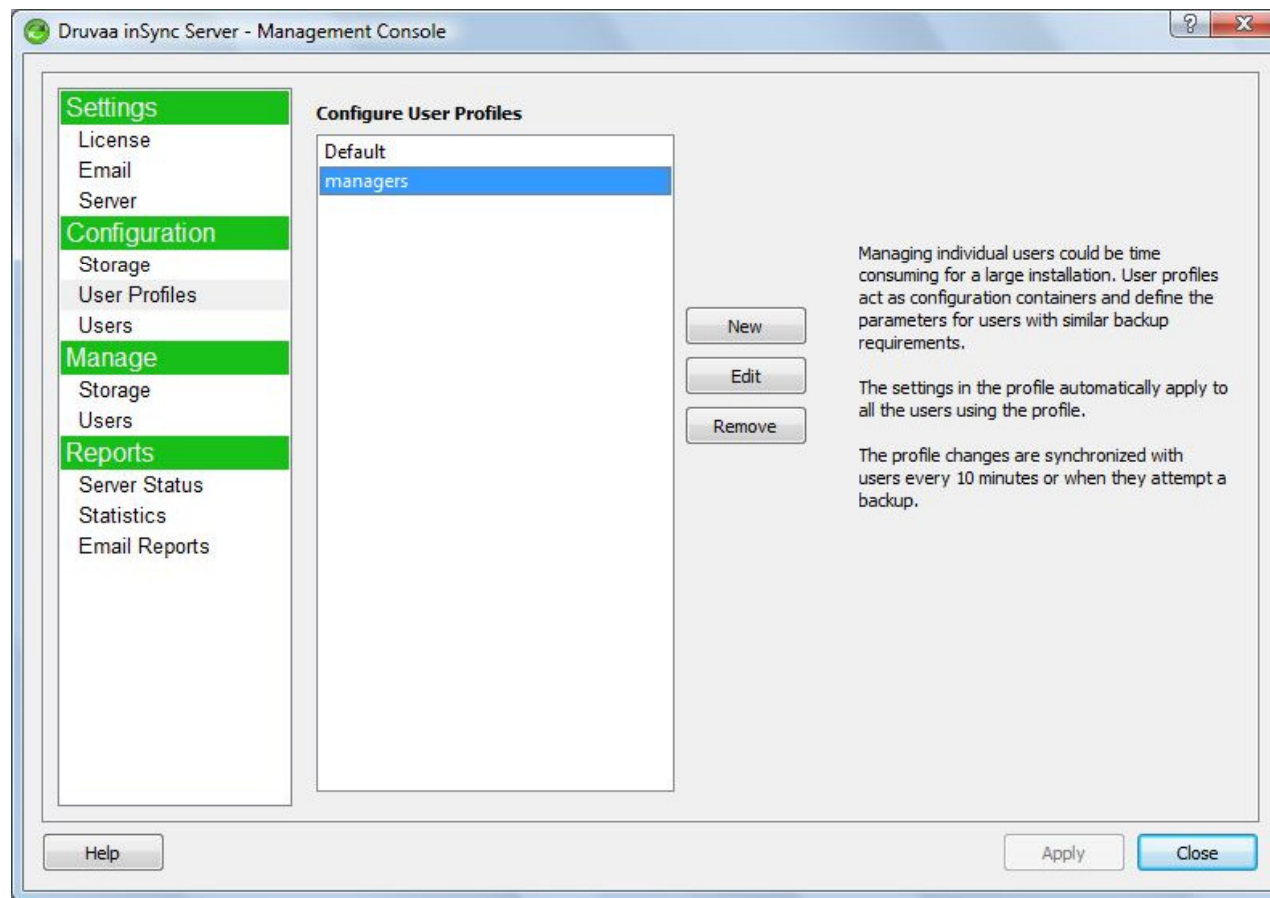 Druvaa inSync Server - Management Console
Settings
License
Email
Server
Configuration
Storage
User Profiles
Users
Manage
Storage
Users
Reports
Server Status
Statistics
Email Reports
Configure User Profiles
Default
managers
New
Edit
Remove
Managing individual users could be time
consuming for a large installation. User profiles
act as configuration containers and define the
parameters for users with similar backup
requirements.
The settings in the profile automatically apply to
all the users using the profile.
The profile changes are synchronized with
users every 10 minutes or when they attempt a
backup.
Help
Apply
Close